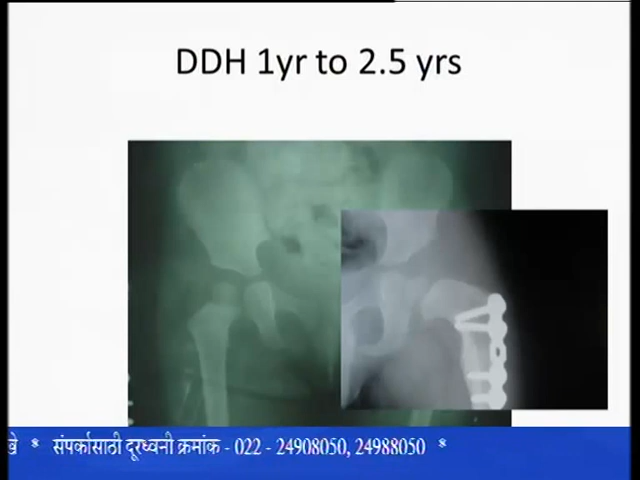 DDH 1yr to 2.5 yrs
खे * संपर्कासाठी दूरध्वनी क्रमांक - 022 - 24908050, 24988050 *